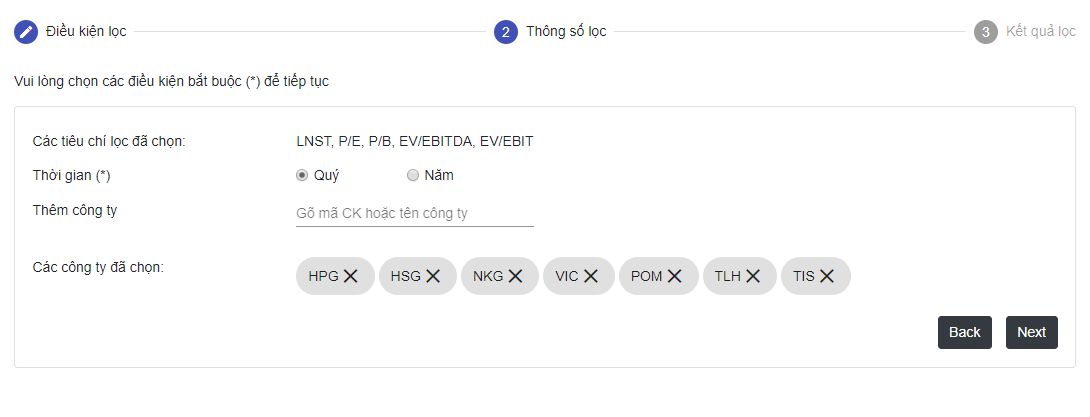 Điều kiện lọc 2 Thông số lọc 3 Kết quả lọc
Vui lòng chọn các điều kiện bắt buộc (*) để tiếp tục
Các tiêu chí lọc đã chọn: LNST, P/E, P/B, EV/EBITDA, EV/EBIT
Thời gian (*) Quý Năm
Thêm công ty Gõ mã CK hoặc tên công ty
Các công ty đã chọn: HPG HSG NKG VIC POM TLH TIS
Back Next